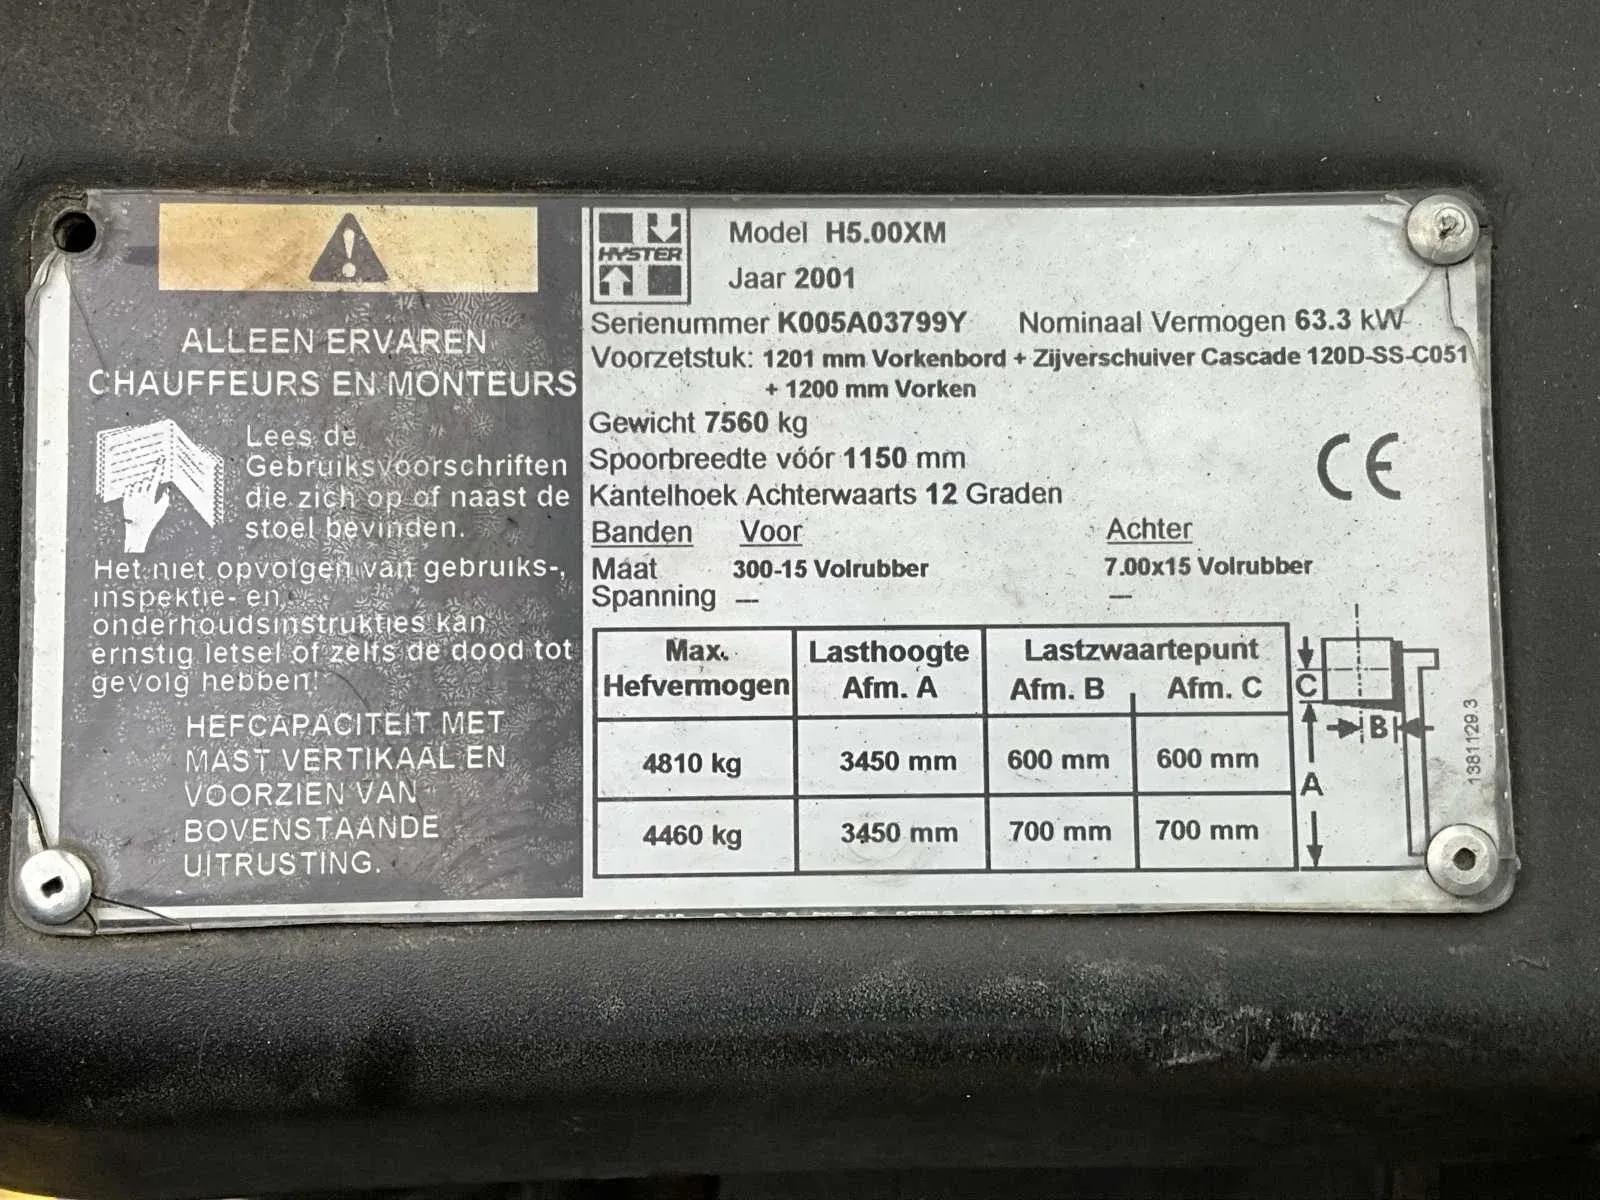 ALLEEN ERVAREN
CHAUFFEURS EN MONTEURS
Lees de
Gebruiksvoorschriften
die zich op of naast de
stoel bevinden.
Het niet opvolgen van gebruiks-,
inspektie- en
onderhoudsinstrukties kan
ernstig letsel of zelfs de dood tot
gevolg hebben!
HEFCAPACITEIT MET
MAST VERTIKAAL EN
VOORZIEN VAN
BOVENSTAANDE
UITRUSTING.
HYSTER
Model H5.00XM
Jaar 2001
Serienummer K005A03799Y Nominaal Vermogen 63.3 kW
Voorzetstuk: 1201 mm Vorkenbord + Zijverschuiver Cascade 120D-SS-C051
+ 1200 mm Vorken
Gewicht 7560 kg
Spoorbreedte vóór 1150 mm
Kantelhoek Achterwaarts 12 Graden
CE
Banden Voor Achter
Maat 300-15 Volrubber 7.00x15 Volrubber
Spanning --- ---
Max. Lasthoogte Lastzwaartepunt
Hefvermogen Afm. A Afm. B Afm. C
4810 kg 3450 mm 600 mm 600 mm
4460 kg 3450 mm 700 mm 700 mm
C
B
A
1381129 3